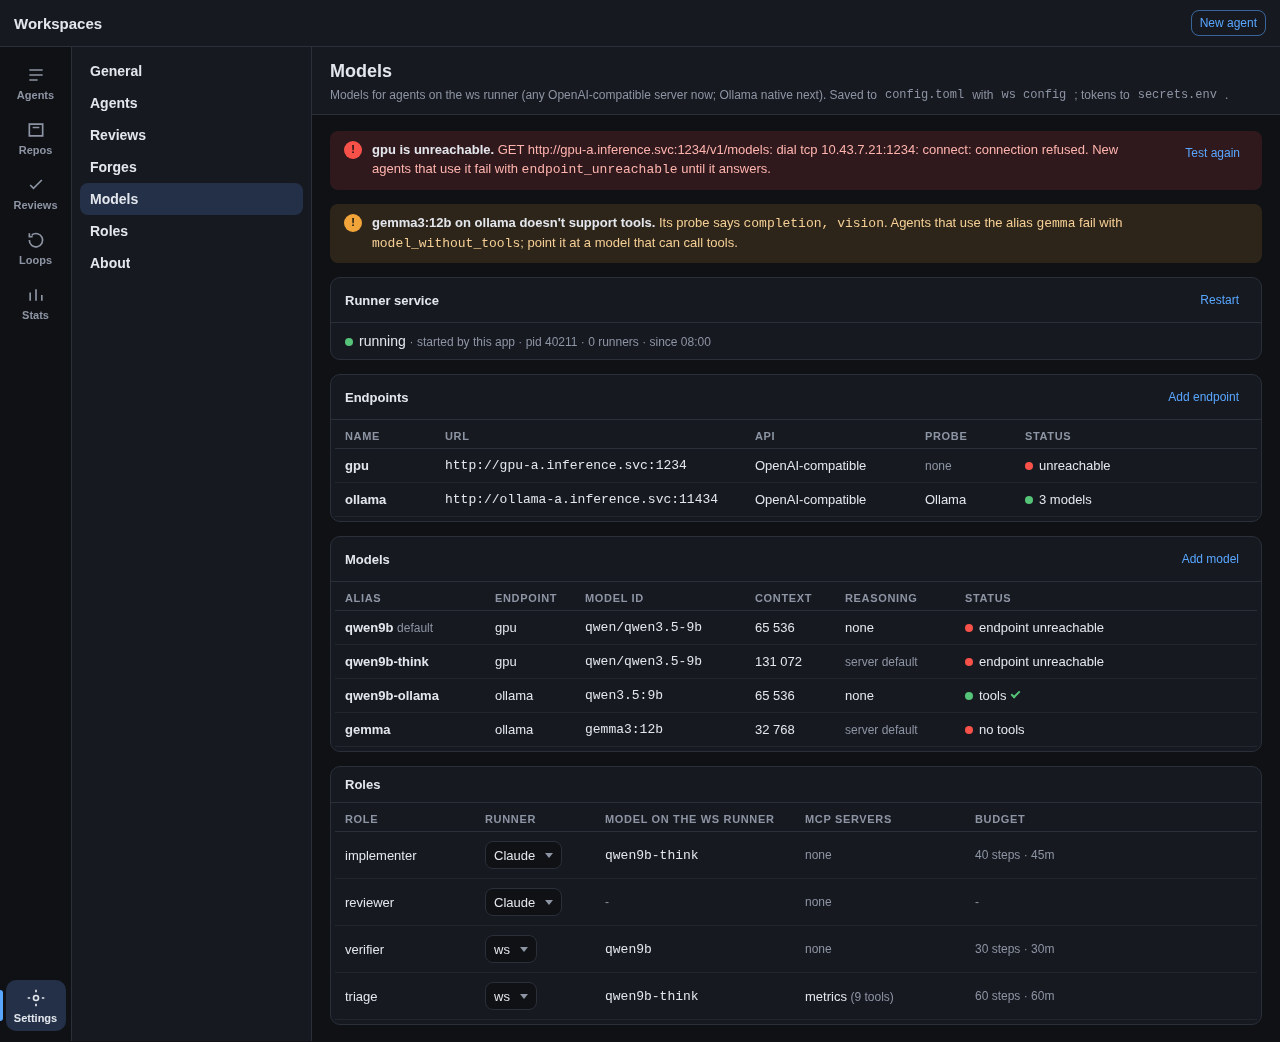 Workspaces
New agent
Agents
Repos
Reviews
Loops
Stats
Settings
General
Agents
Reviews
Forges
Models
Roles
About
Models
Models for agents on the ws runner (any OpenAI-compatible server now; Ollama native next). Saved to config.toml with ws config ; tokens to secrets.env .
! gpu is unreachable. GET http://gpu-a.inference.svc:1234/v1/models: dial tcp 10.43.7.21:1234: connect: connection refused. New
agents that use it fail with endpoint_unreachable until it answers.
Test again
! gemma3:12b on ollama doesn't support tools. Its probe says completion, vision. Agents that use the alias gemma fail with
model_without_tools; point it at a model that can call tools.
Runner service
Restart
running · started by this app · pid 40211 · 0 runners · since 08:00
Endpoints
Add endpoint
NAME URL API PROBE STATUS
gpu http://gpu-a.inference.svc:1234 OpenAI-compatible none unreachable
ollama http://ollama-a.inference.svc:11434 OpenAI-compatible Ollama 3 models
Models
Add model
ALIAS ENDPOINT MODEL ID CONTEXT REASONING STATUS
qwen9b default gpu qwen/qwen3.5-9b 65 536 none endpoint unreachable
qwen9b-think gpu qwen/qwen3.5-9b 131 072 server default endpoint unreachable
qwen9b-ollama ollama qwen3.5:9b 65 536 none tools ✓
gemma ollama gemma3:12b 32 768 server default no tools
Roles
ROLE RUNNER MODEL ON THE WS RUNNER MCP SERVERS BUDGET
implementer Claude qwen9b-think none 40 steps · 45m
reviewer Claude - none -
verifier ws qwen9b none 30 steps · 30m
triage ws qwen9b-think metrics (9 tools) 60 steps · 60m